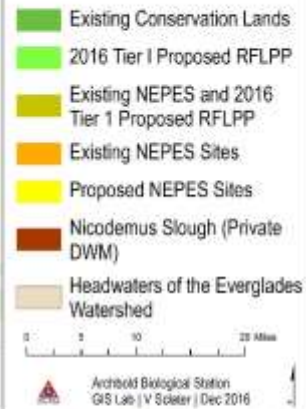 Existing Conservation Lands
2016 Tier I Proposed RFLPP
Existing NEPES and 2016
Tier 1 Proposed RFLPP
Existing NEPES Sites
Proposed NEPES Sites
Nicodemus Slough (Private
DWM)
Headwaters of the Everglades
Watershed
0 5 10 20 Miles
Archbold Biological Station
GIS Lab | V Sclater | Dec 2016